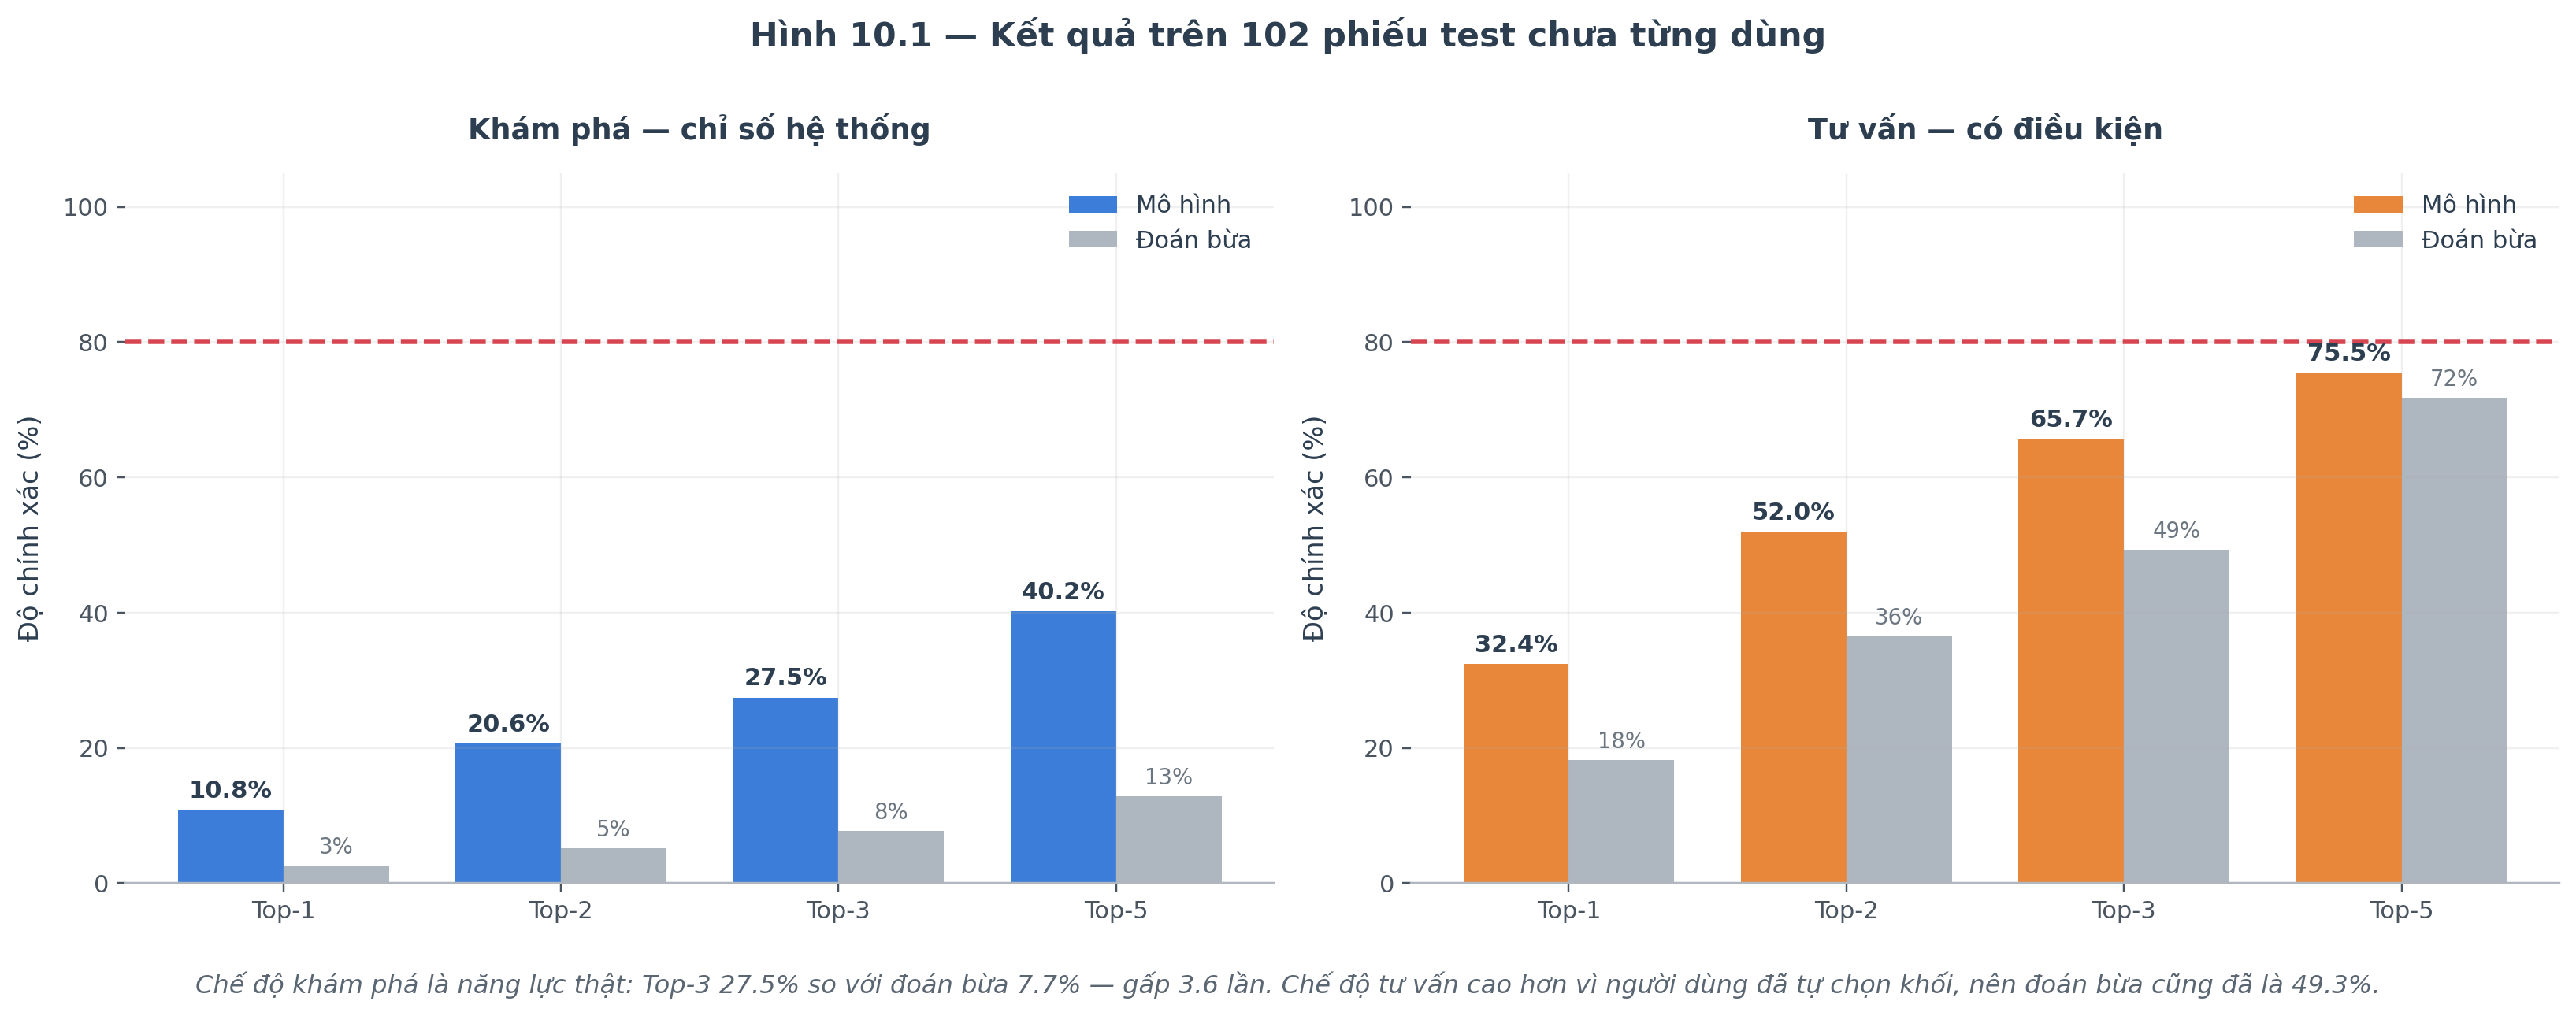 Hình 10.1 — Kết quả trên 102 phiếu test chưa từng dùng
Khám phá — chỉ số hệ thống
Độ chính xác (%)
100
80
60
40
20
0
Mô hình
Đoán bừa
10.8%
3%
20.6%
5%
27.5%
8%
40.2%
13%
Top-1
Top-2
Top-3
Top-5
Tư vấn — có điều kiện
Độ chính xác (%)
100
80
60
40
20
0
Mô hình
Đoán bừa
32.4%
18%
52.0%
36%
65.7%
49%
75.5%
72%
Top-1
Top-2
Top-3
Top-5
Chế độ khám phá là năng lực thật: Top-3 27.5% so với đoán bừa 7.7% — gấp 3.6 lần. Chế độ tư vấn cao hơn vì người dùng đã tự chọn khối, nên đoán bừa cũng đã là 49.3%.